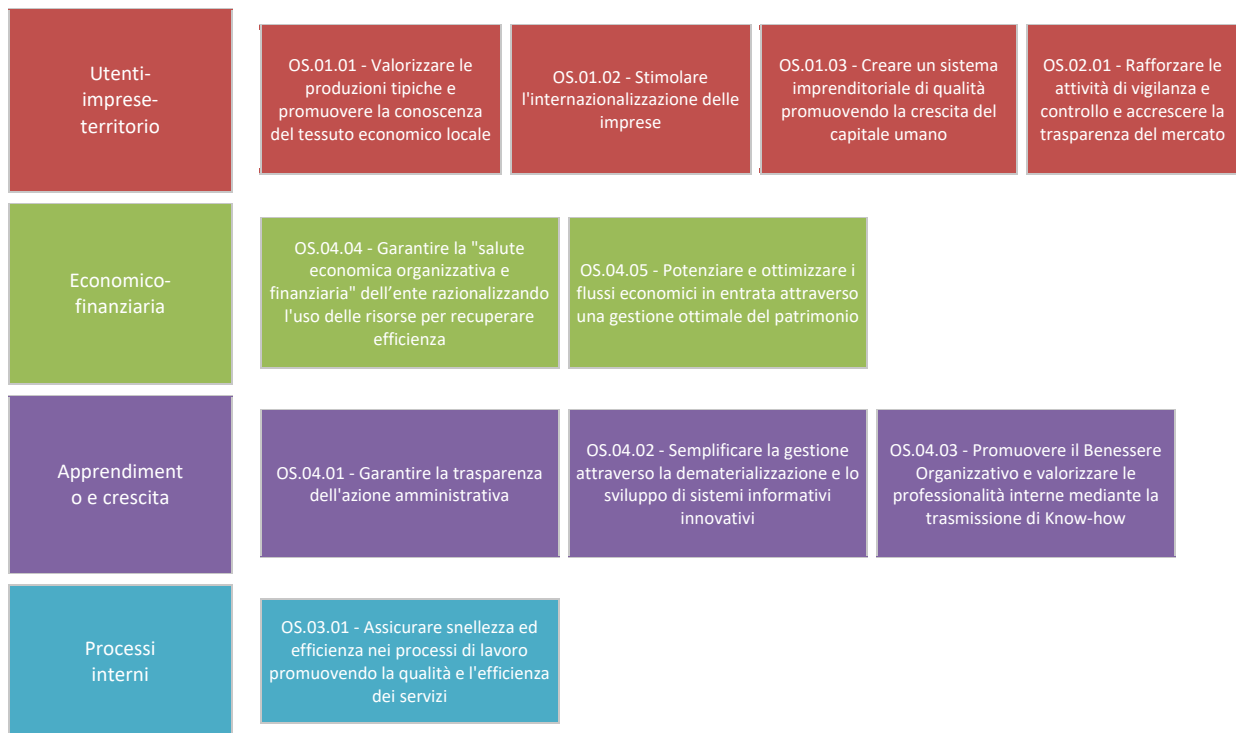 Utenti-
imprese-
territorio
OS.01.01 - Valorizzare le
produzioni tipiche e
promuovere la conoscenza
del tessuto economico locale
OS.01.02 - Stimolare
l'internazionalizzazione delle
imprese
OS.01.03 - Creare un sistema
imprenditoriale di qualità
promuovendo la crescita del
capitale umano
OS.02.01 - Rafforzare le
attività di vigilanza e
controllo e accrescere la
trasparenza del mercato
Economico-
finanziaria
OS.04.04 - Garantire la "salute
economica organizzativa e
finanziaria" dell’ente razionalizzando
l'uso delle risorse per recuperare
efficienza
OS.04.05 - Potenziare e ottimizzare i
flussi economici in entrata attraverso
una gestione ottimale del patrimonio
Apprendiment
o e crescita
OS.04.01 - Garantire la trasparenza
dell'azione amministrativa
OS.04.02 - Semplificare la gestione
attraverso la dematerializzazione e lo
sviluppo di sistemi informativi
innovativi
OS.04.03 - Promuovere il Benessere
Organizzativo e valorizzare le
professionalità interne mediante la
trasmissione di Know-how
Processi
interni
OS.03.01 - Assicurare snellezza ed
efficienza nei processi di lavoro
promuovendo la qualità e l'efficienza
dei servizi